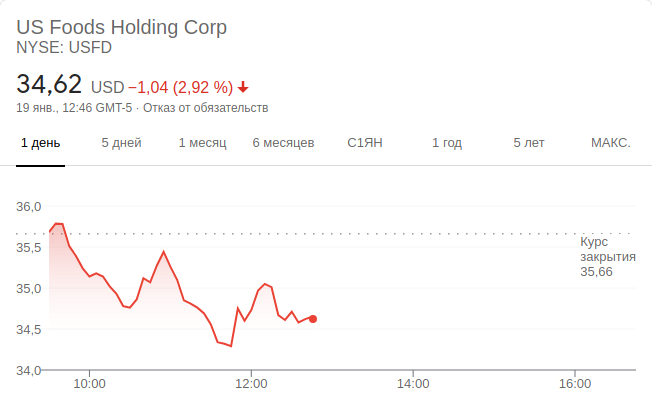 US Foods Holding Corp
NYSE: USFD
34,62 USD −1,04 (2,92 %)
19 янв., 12:46 GMT-5 · Отказ от обязательств
1 день 5 дней 1 месяц 6 месяцев С1ЯН 1 год 5 лет МАКС.
36,0
35,5
35,0
34,5
34,0
Курс
закрытия
35,66
10:00 12:00 14:00 16:00